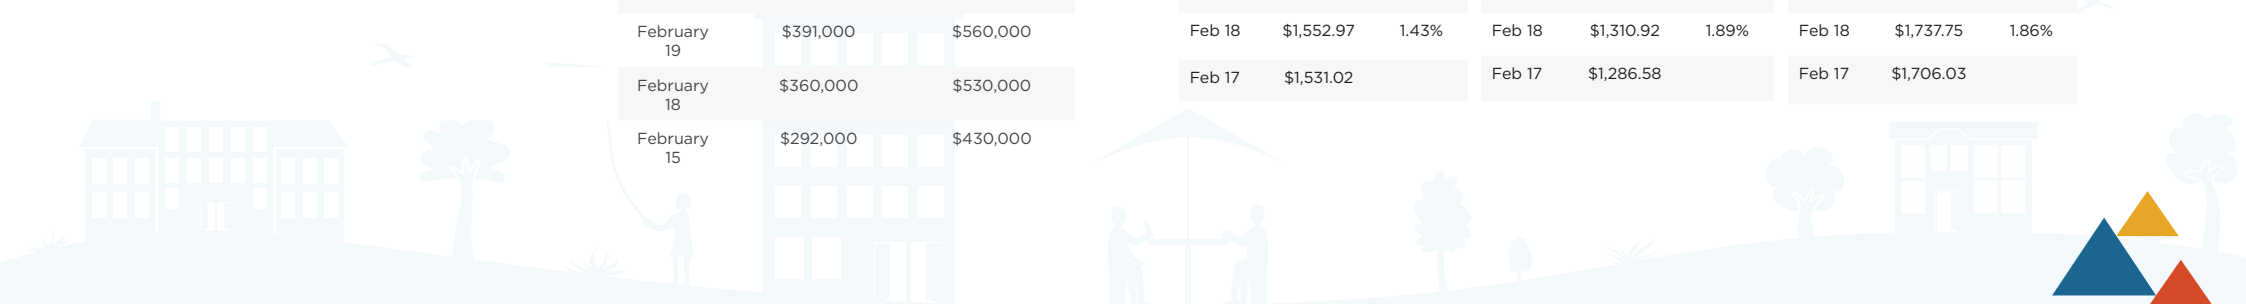 February $391,000 $560,000
19
February $360,000 $530,000
18
February $292,000 $430,000
15
Feb 18 $1,552.97 1.43%
Feb 17 $1,531.02
Feb 18 $1,310.92 1.89%
Feb 17 $1,286.58
Feb 18 $1,737.75 1.86%
Feb 17 $1,706.03